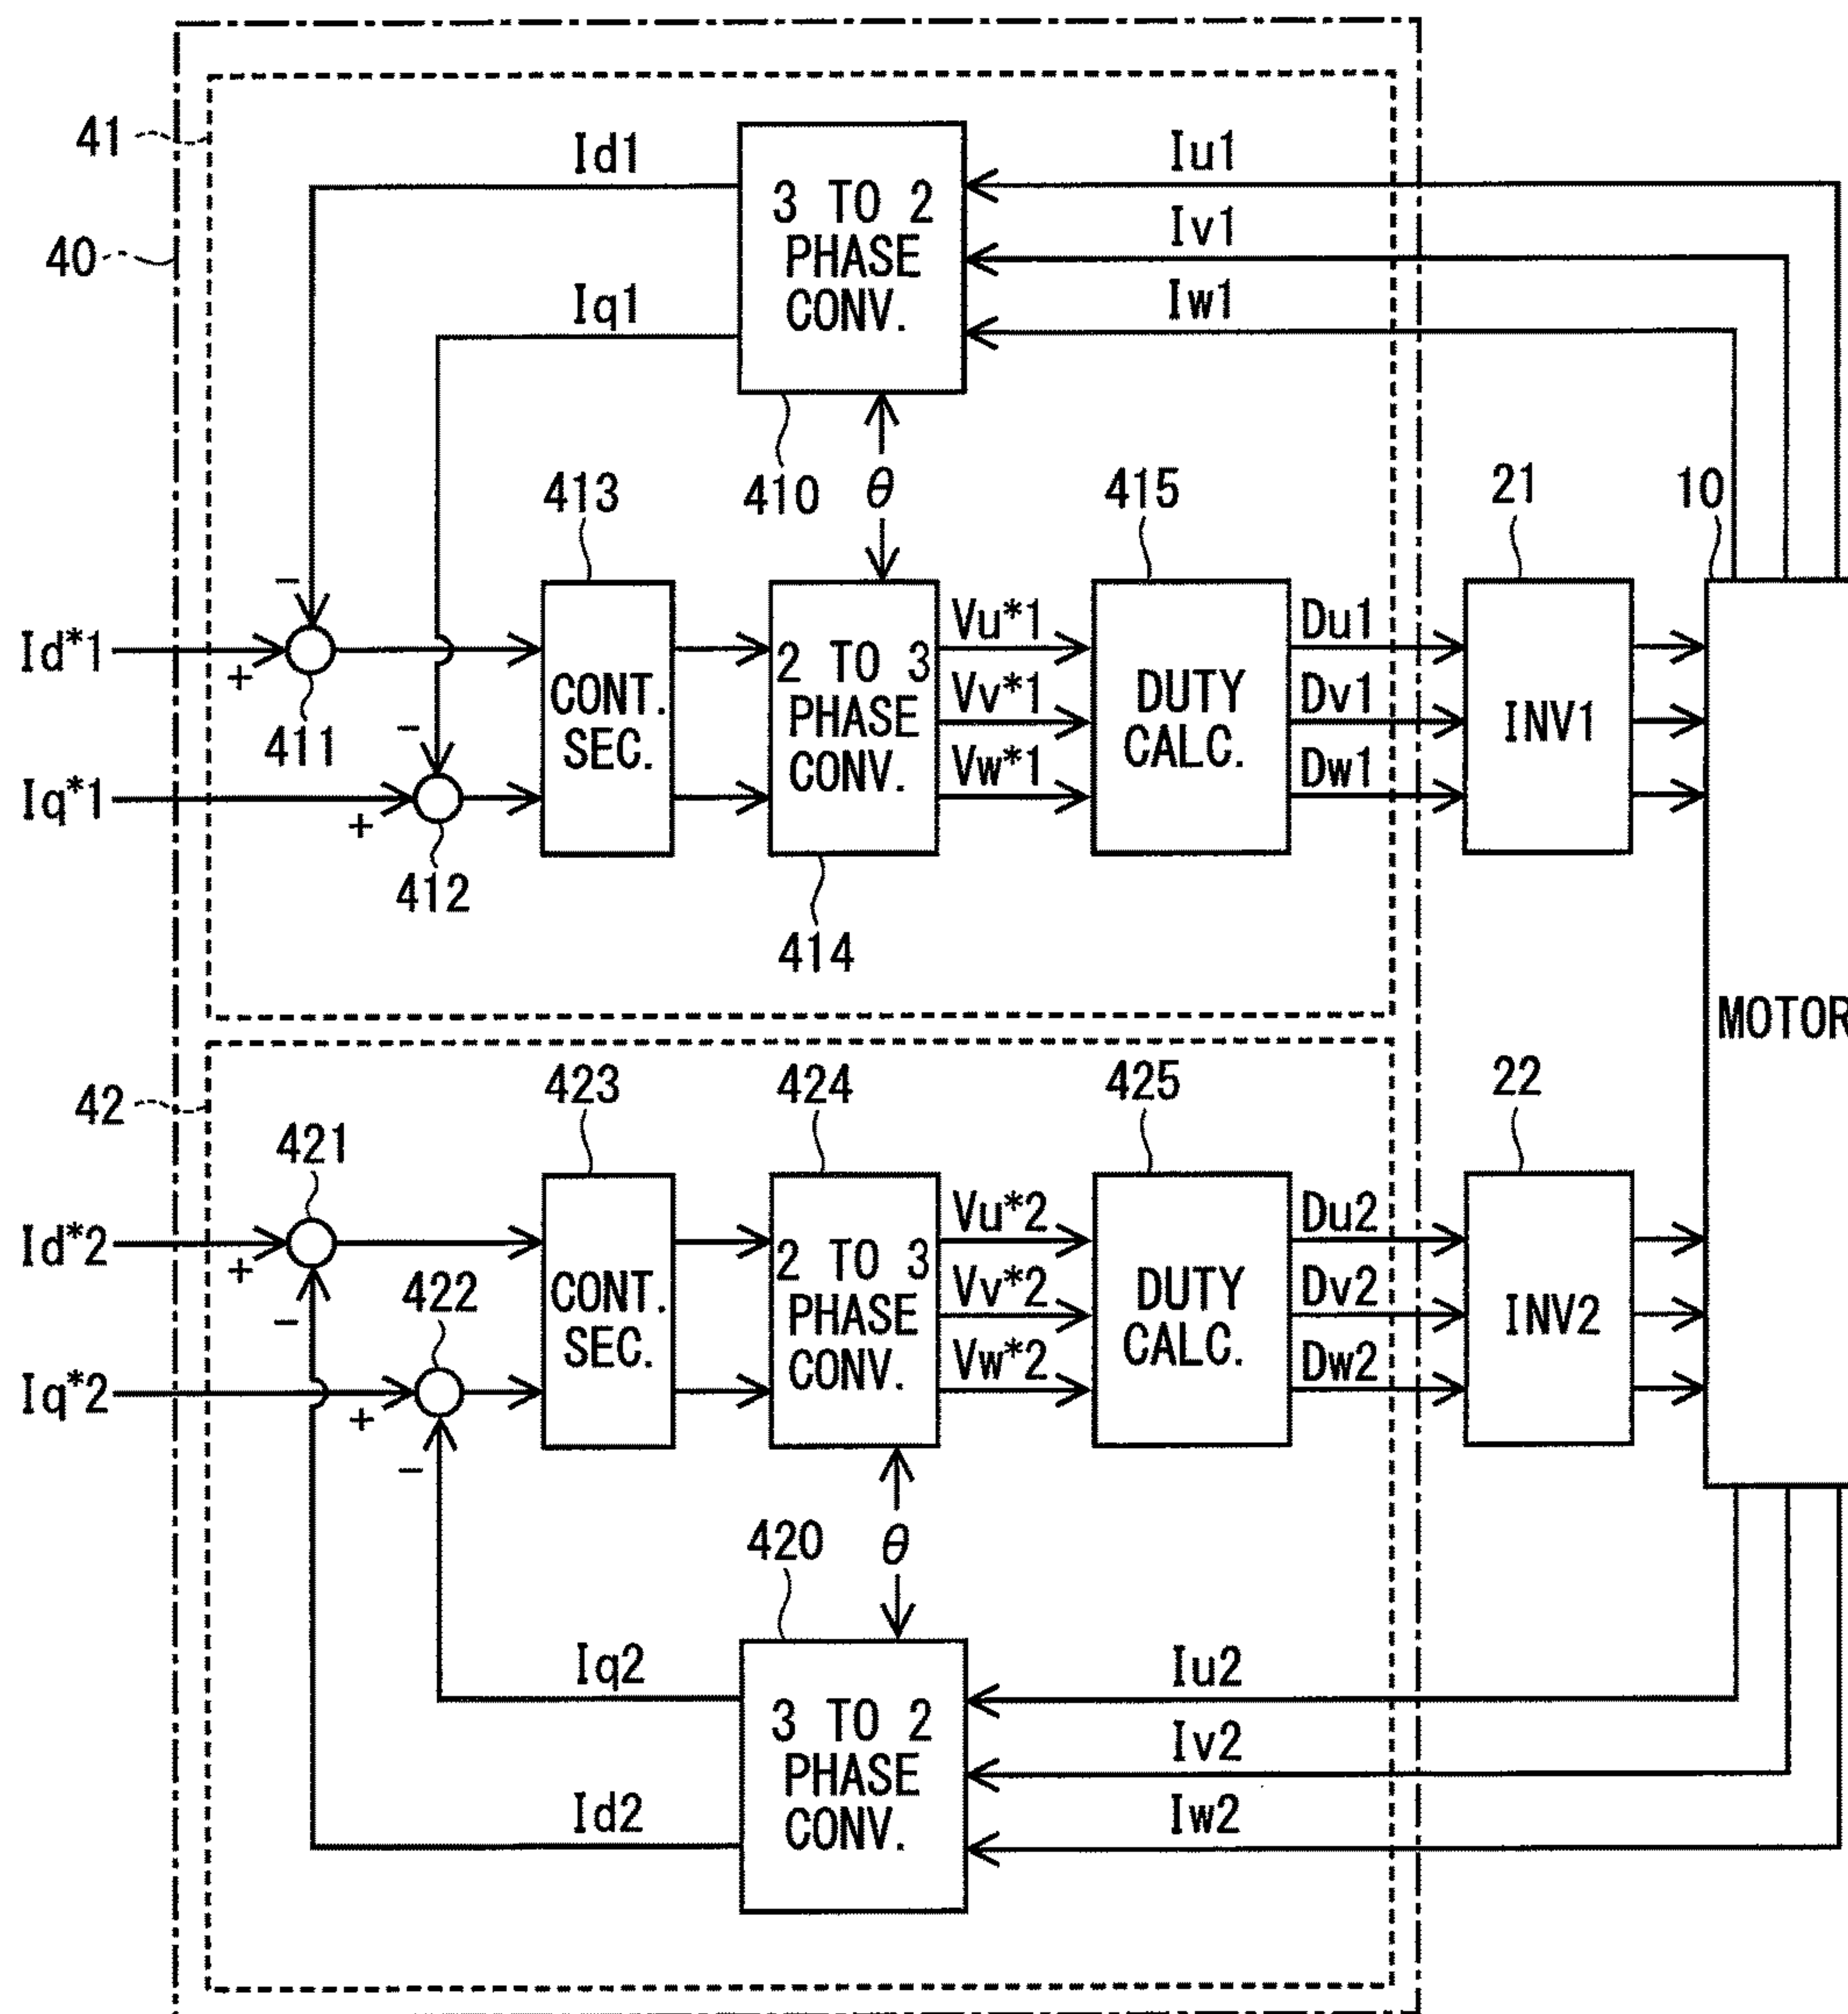 41
40
Id1
Iq1
3 TO 2
PHASE
CONV.
Iu1
Iv1
Iw1
410
θ
413
415
21
10
Id*1
−
+
411
Iq*1
−
+
412
CONT.
SEC.
2 TO 3
PHASE
CONV.
414
Vu*1
Vv*1
Vw*1
DUTY
CALC.
Du1
Dv1
Dw1
INV1
MOTOR
42
421
423
424
425
22
Id*2
+
−
422
Iq*2
+
−
CONT.
SEC.
2 TO 3
PHASE
CONV.
Vu*2
Vv*2
Vw*2
DUTY
CALC.
Du2
Dv2
Dw2
INV2
420
θ
Iq2
Id2
3 TO 2
PHASE
CONV.
Iu2
Iv2
Iw2